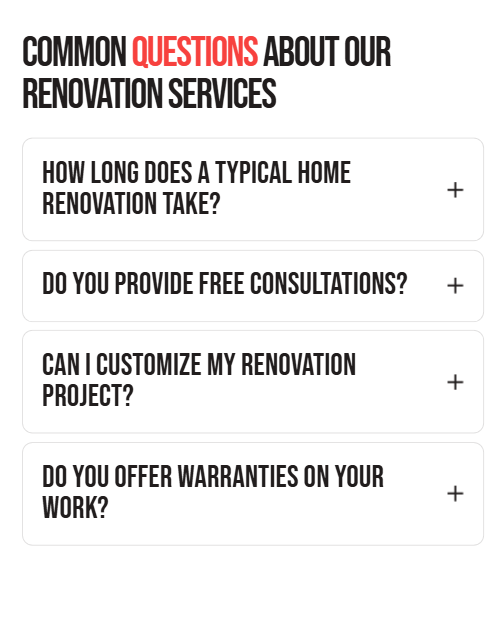 COMMON QUESTIONS ABOUT OUR
RENOVATION SERVICES
HOW LONG DOES A TYPICAL HOME
RENOVATION TAKE?
DO YOU PROVIDE FREE CONSULTATIONS?
CAN I CUSTOMIZE MY RENOVATION
PROJECT?
DO YOU OFFER WARRANTIES ON YOUR
WORK?